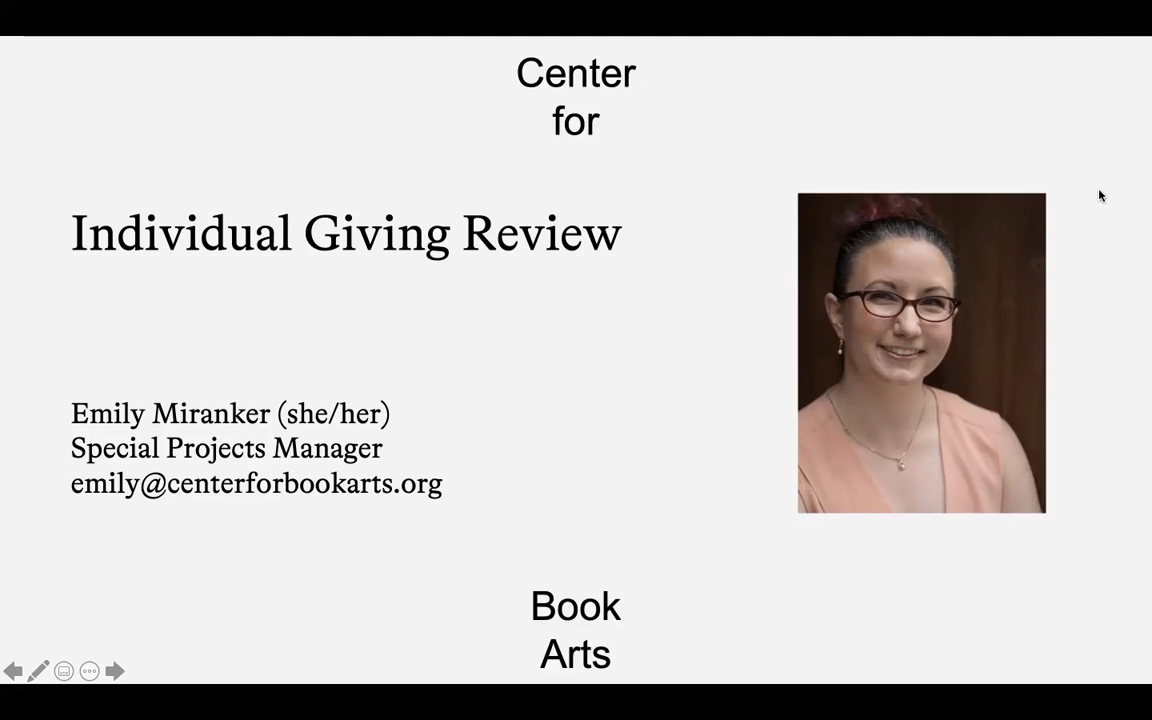 Center
for
Individual Giving Review
Emily Miranker (she/her)
Special Projects Manager
emily@centerforbookarts.org
Book
Arts